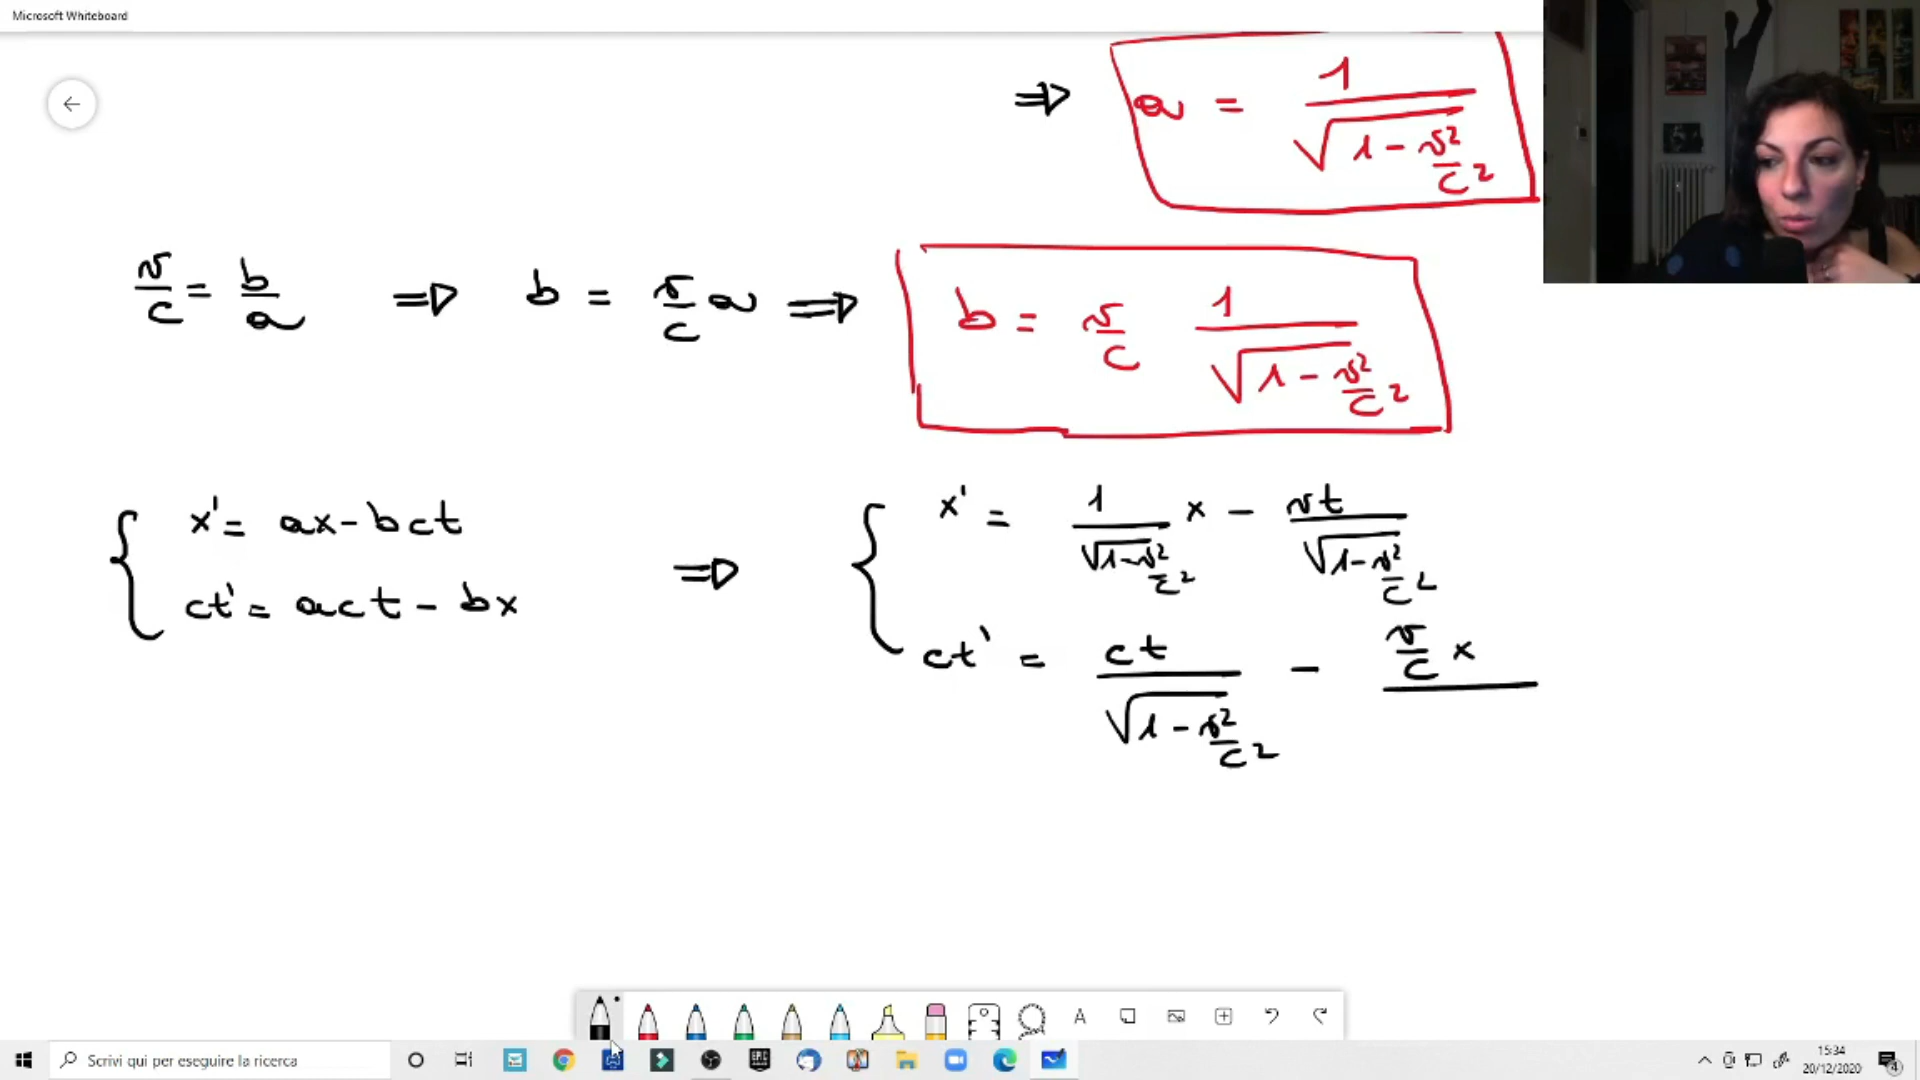 Microsoft Whiteboard
⇒ a = 1/√(1-v²/c²)
v/c = b/a ⇒ b = v/c a ⇒ b = v/c 1/√(1-v²/c²)
{ x' = ax - bct ⇒ { x' = 1/√(1-v²/c²) x - vt/√(1-v²/c²)
ct' = act - bx ct' = ct/√(1-v²/c²) - v/c x
A
Scrivi qui per eseguire la ricerca
EPIC
15:34
20/12/2020
4